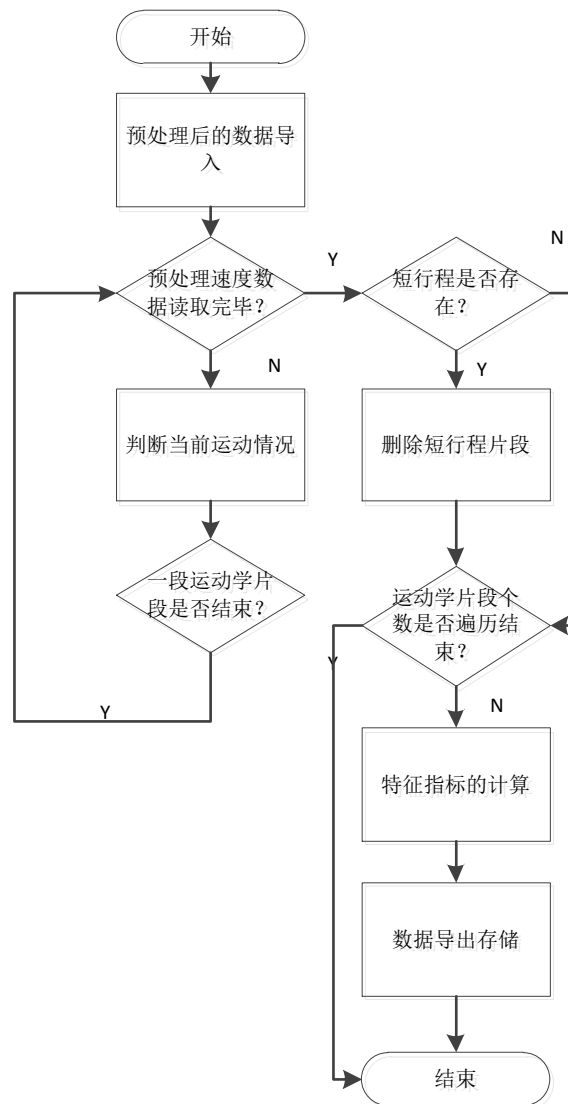 开始
预处理后的数据导
入
预处理速度数
据读取完毕？
Y
短行程是否存
在？
N
N
Y
判断当前运动情况
删除短行程片段
一段运动学片
段是否结束？
运动学片段个
数是否遍历结
束？
Y
Y
N
特征指标的计算
数据导出存储
结束